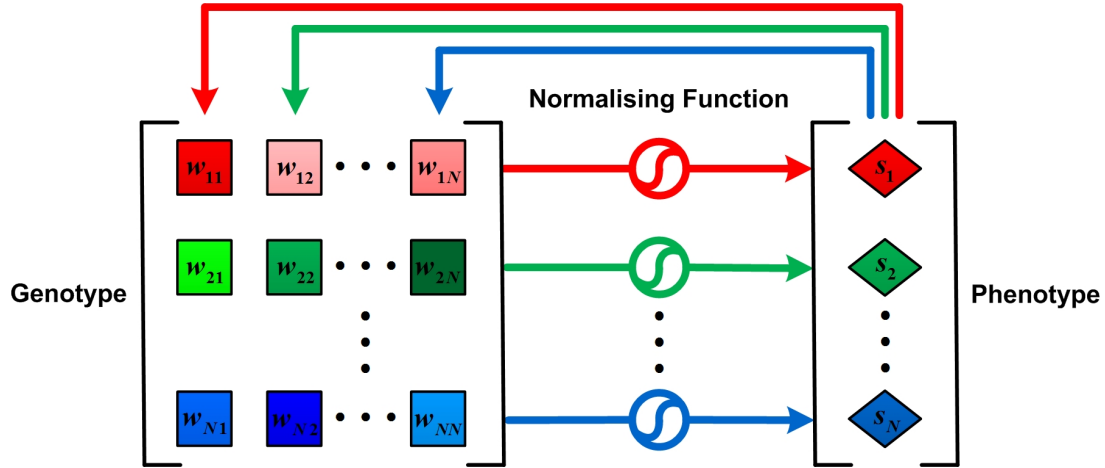 Normalising Function
w11 w12 • • • w1N s1
w21 w22 • • • w2N s2
Genotype Phenotype
wN1 wN2 • • • wNN sN